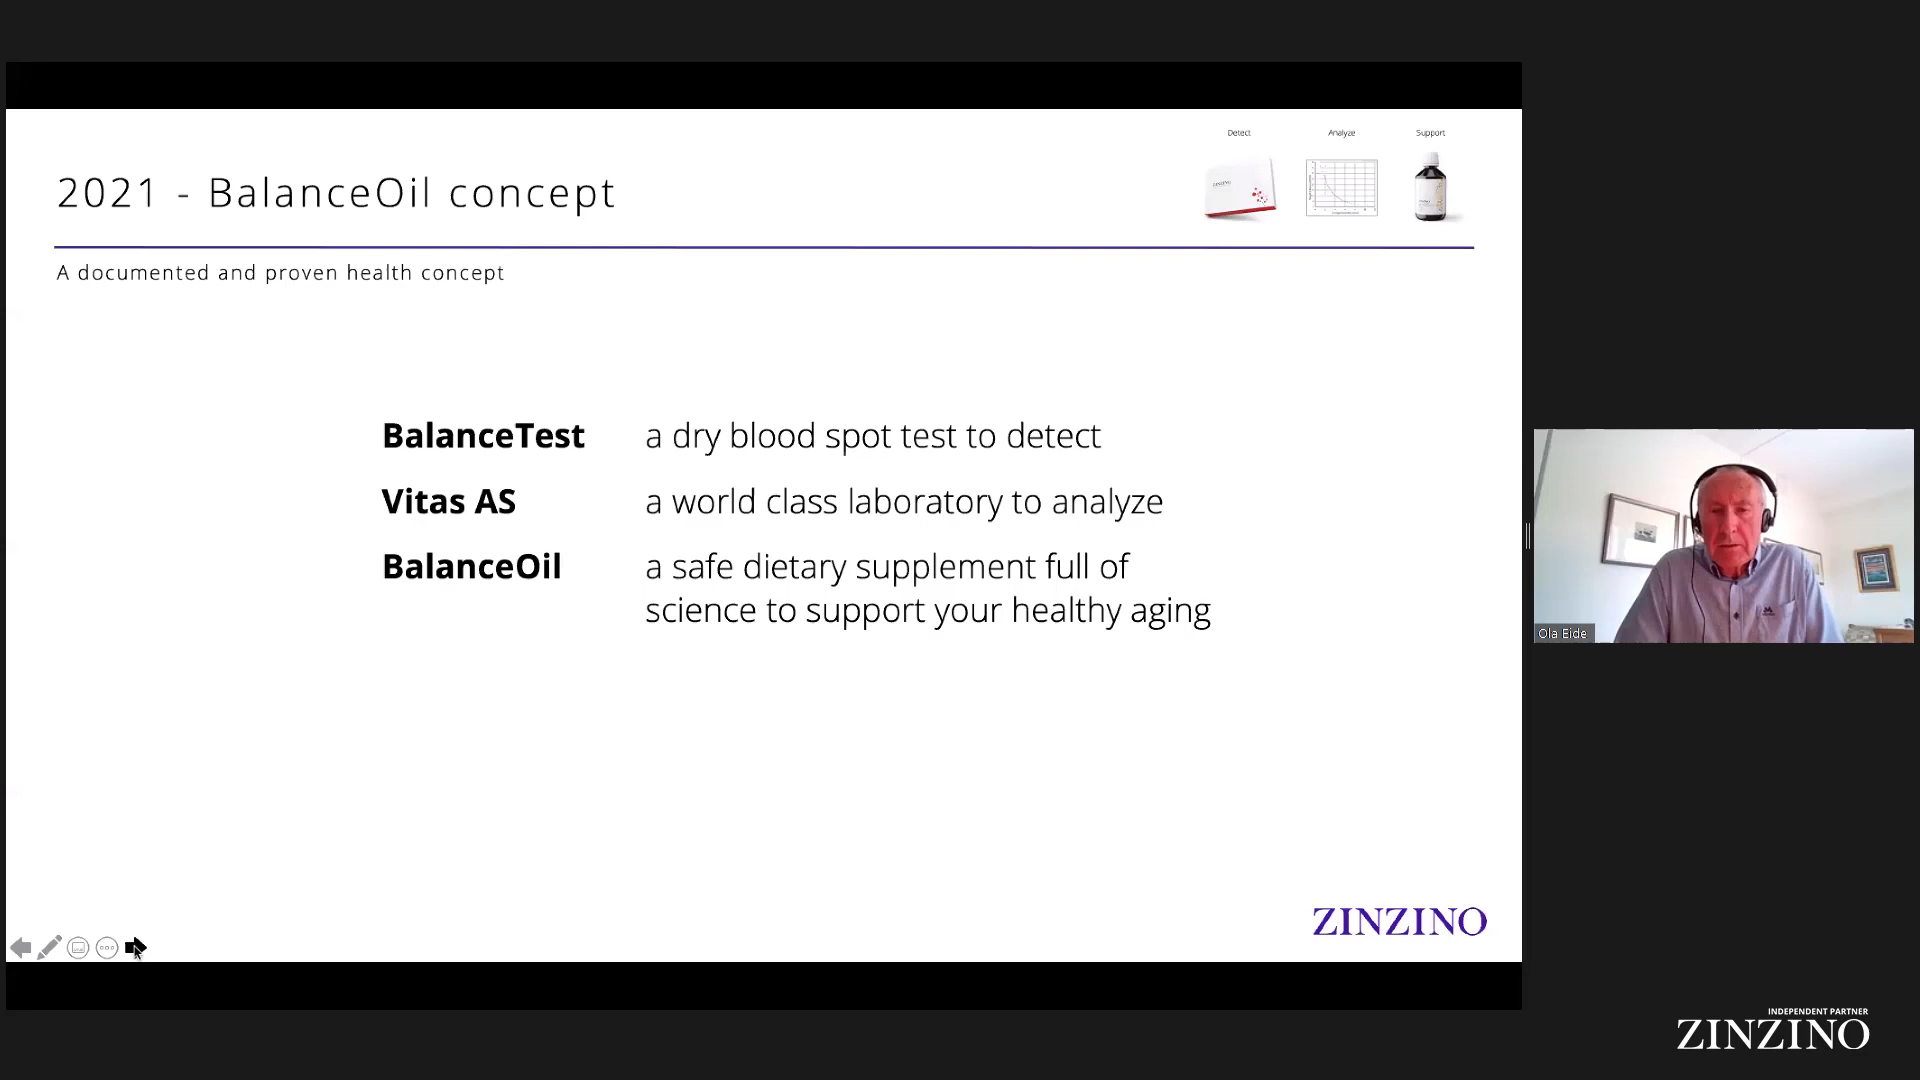 Detect Analyze Support
2021 - BalanceOil concept
A documented and proven health concept
BalanceTest a dry blood spot test to detect
Vitas AS a world class laboratory to analyze
BalanceOil a safe dietary supplement full of
science to support your healthy aging
ZINZINO
Ola Eide
INDEPENDENT PARTNER
ZINZINO